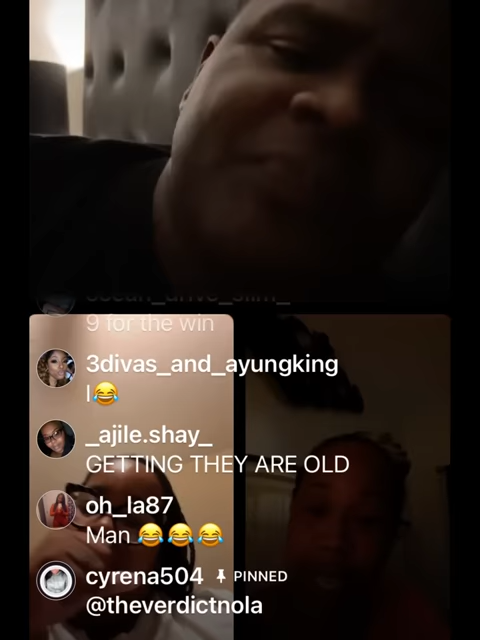 9 for the win
3divas_and_ayungking
I😂
_ajile.shay_
GETTING THEY ARE OLD
oh_la87
Man 😂😂😂
cyrena504 PINNED
@theverdictnola